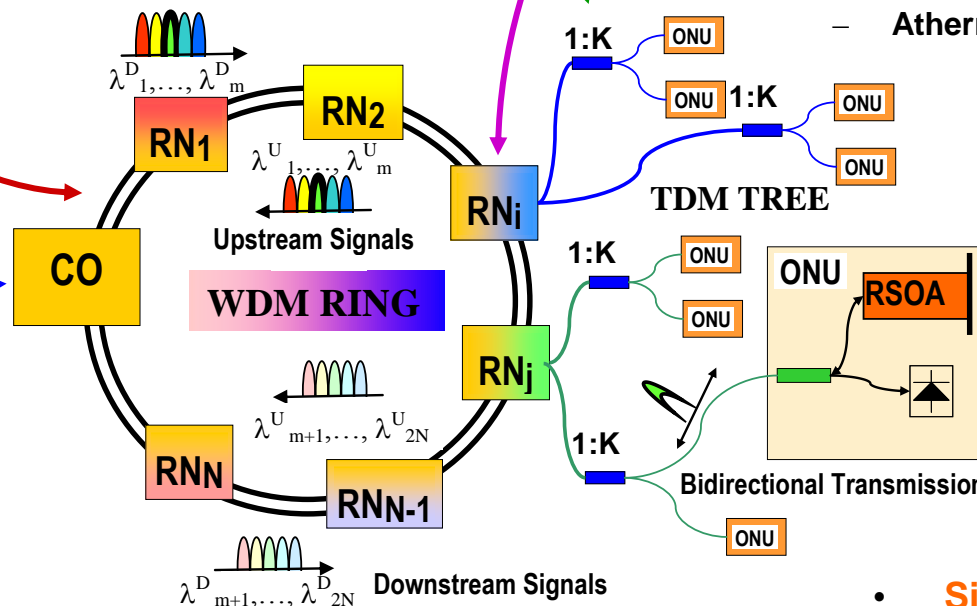 – Ather
λD1,…, λDm
RN1
RN2
λU1,…, λUm
Upstream Signals
CO
WDM RING
RNi
1:K
ONU
ONU
1:K
ONU
ONU
TDM TREE
1:K
ONU
ONU
RNj
ONU
RSOA
λUm+1,…, λU2N
1:K
Bidirectional Transmission
ONU
RNN
RNN-1
λDm+1,…, λD2N
Downstream Signals
• Si